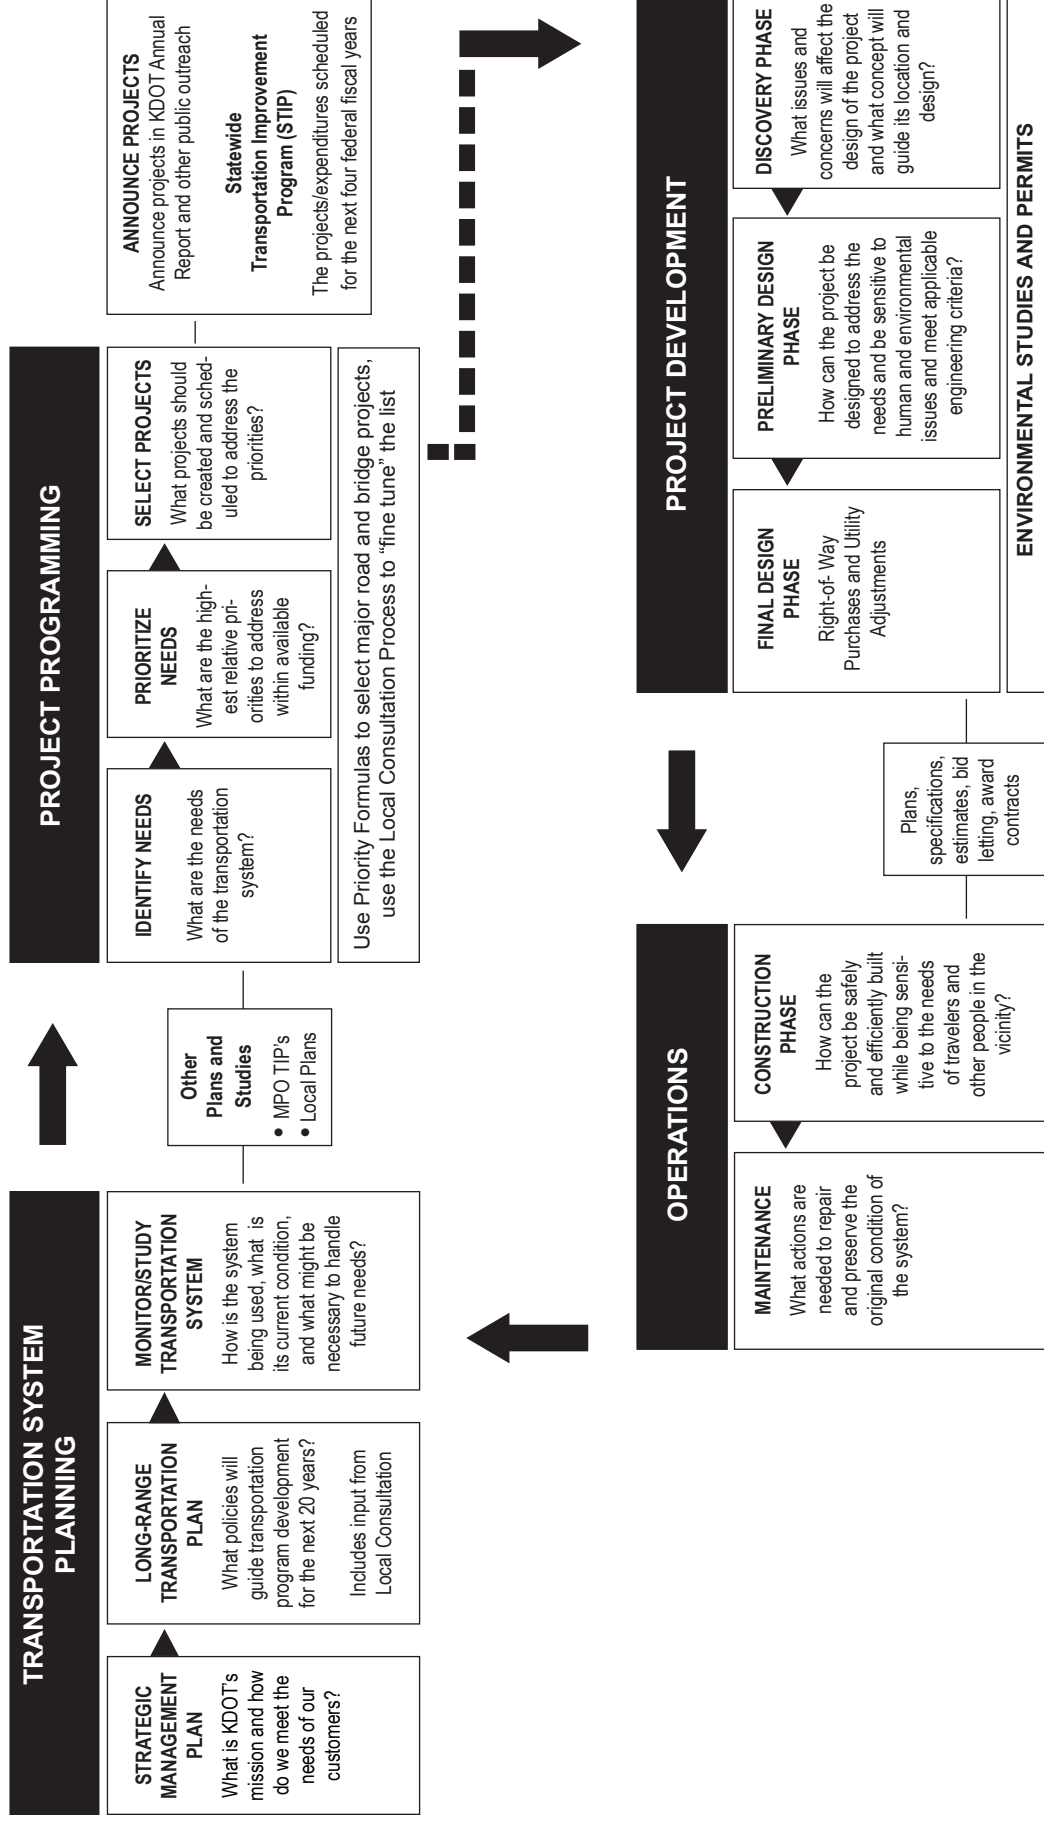 TRANSPORTATION SYSTEM
PLANNING
STRATEGIC
MANAGEMENT
PLAN
What is KDOT's
mission and how
do we meet the
needs of our
customers?
LONG-RANGE
TRANSPORTATION
PLAN
What policies will
guide transportation
program development
for the next 20 years?
Includes input from
Local Consultation
MONITOR/STUDY
TRANSPORTATION
SYSTEM
How is the system
being used, what is
its current condition,
and what might be
necessary to handle
future needs?
Other
Plans and
Studies
• MPO TIP's
• Local Plans
PROJECT PROGRAMMING
IDENTIFY NEEDS
What are the needs
of the transportation
system?
PRIORITIZE
NEEDS
What are the high-
est relative pri-
orities to address
within available
funding?
SELECT PROJECTS
What projects should
be created and sched-
uled to address the
priorities?
Use Priority Formulas to select major road and bridge projects,
use the Local Consultation Process to “fine tune” the list
ANNOUNCE PROJECTS
Announce projects in KDOT Annual
Report and other public outreach
Statewide
Transportation Improvement
Program (STIP)
The projects/expenditures scheduled
for the next four federal fiscal years
OPERATIONS
MAINTENANCE
What actions are
needed to repair
and preserve the
original condition of
the system?
CONSTRUCTION
PHASE
How can the
project be safely
and efficiently built
while being sensi-
tive to the needs
of travelers and
other people in the
vicinity?
Plans,
specifications,
estimates, bid
letting, award
contracts
PROJECT DEVELOPMENT
FINAL DESIGN
PHASE
Right-of- Way
Purchases and Utility
Adjustments
PRELIMINARY DESIGN
PHASE
How can the project be
designed to address the
needs and be sensitive to
human and environmental
issues and meet applicable
engineering criteria?
DISCOVERY PHASE
What issues and
concerns will affect the
design of the project
and what concept will
guide its location and
design?
ENVIRONMENTAL STUDIES AND PERMITS